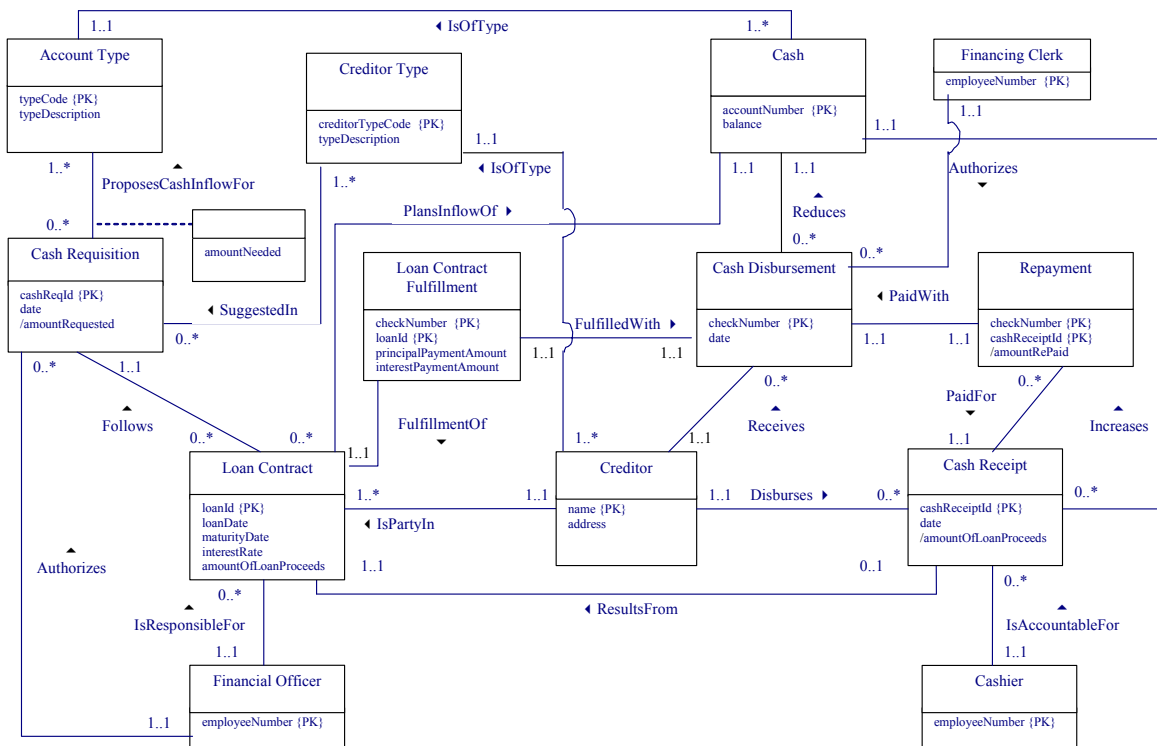 1..1
◀ IsOfType
1..*
Account Type
typeCode {PK}
typeDescription
Creditor Type
creditorTypeCode {PK}
typeDescription
Cash
accountNumber {PK}
balance
Financing Clerk
employeeNumber {PK}
1..1
1..1
1..1
◀ IsOfType
1..*
ProposesCashInflowFor
1..*
1..1
1..1
Authorizes
PlansInflowOf ▶
Reduces
0..*
0..*
0..*
amountNeeded
Cash Requisition
cashReqId {PK}
date
/amountRequested
Loan Contract
Fulfillment
checkNumber {PK}
loanId {PK}
principalPaymentAmount
interestPaymentAmount
Cash Disbursement
checkNumber {PK}
date
Repayment
checkNumber {PK}
cashReceiptId {PK}
/amountRePaid
◀ PaidWith
◀ SuggestedIn
0..*
FulfilledWith ▶
1..1
1..1
1..1
1..1
0..*
1..1
0..*
0..*
Follows
FulfillmentOf
Receives
PaidFor
Increases
0..*
0..*
1..1
1..*
1..1
1..1
Loan Contract
loanId {PK}
loanDate
maturityDate
interestRate
amountOfLoanProceeds
Creditor
name {PK}
address
Cash Receipt
cashReceiptId {PK}
date
/amountOfLoanProceeds
1..*
1..1
1..1
Disburses ▶
0..*
0..*
◀ IsPartyIn
Authorizes
1..1
0..1
0..*
0..*
◀ ResultsFrom
IsResponsibleFor
IsAccountableFor
1..1
1..1
Financial Officer
employeeNumber {PK}
1..1
Cashier
employeeNumber {PK}